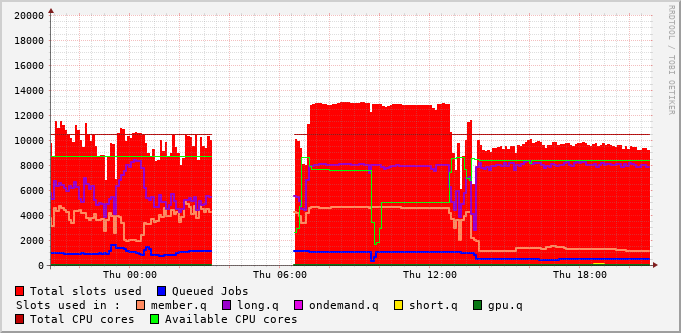 20000
18000
16000
14000
12000
10000
8000
6000
4000
2000
0
Thu 00:00 Thu 06:00 Thu 12:00 Thu 18:00
Total slots used Queued Jobs
Slots used in : member.q long.q ondemand.q short.q gpu.q
Total CPU cores Available CPU cores
RRDTOOL / TOBI OETIKER